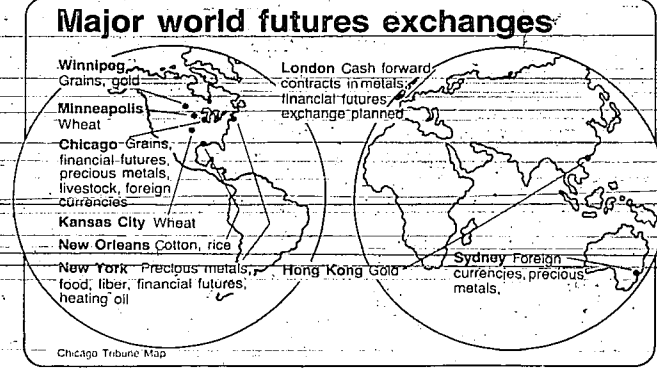 Major world futures exchanges
Winnipeg
Grains, gold
Minneapolis
Wheat
Chicago Grains,
financial futures,
precious metals,
livestock, foreign
currencies
Kansas City Wheat
New Orleans Cotton, rice
New York Precious metals,
food, liber, financial futures,
heating oil
London Cash forward
contracts in metals;
financial futures
exchange planned
Hong Kong Gold
Sydney Foreign
currencies, precious
metals,
Chicago Tribune Map